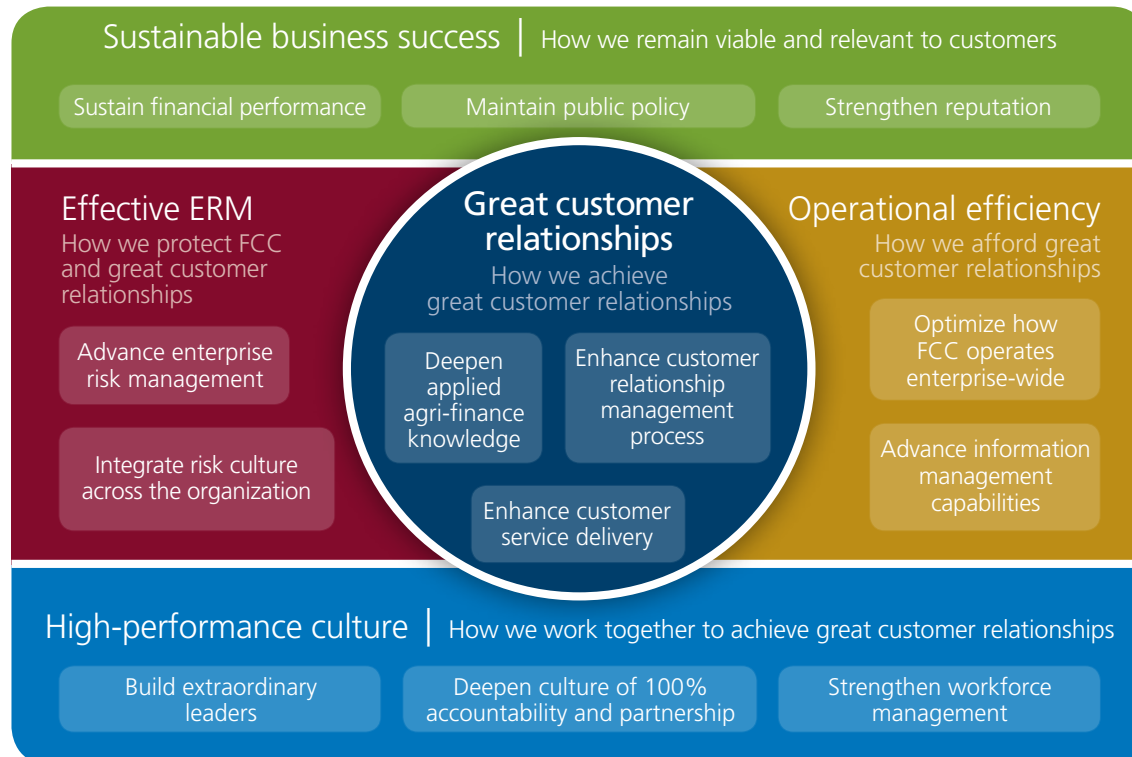 Sustainable business success | How we remain viable and relevant to customers
Sustain financial performance
Maintain public policy
Strengthen reputation
Effective ERM
How we protect FCC
and great customer
relationships
Advance enterprise
risk management
Integrate risk culture
across the organization
Great customer
relationships
How we achieve
great customer relationships
Deepen
applied
agri-finance
knowledge
Enhance customer
relationship
management
process
Enhance customer
service delivery
Operational efficiency
How we afford great
customer relationships
Optimize how
FCC operates
enterprise-wide
Advance information
management
capabilities
High-performance culture | How we work together to achieve great customer relationships
Build extraordinary
leaders
Deepen culture of 100%
accountability and partnership
Strengthen workforce
management